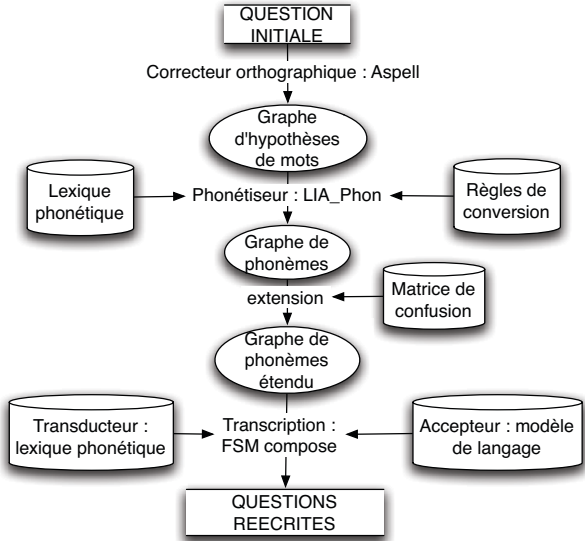 QUESTION
INITIALE
Correcteur orthographique : Aspell
Graphe
d'hypothèses
de mots
Lexique
phonétique
Phonétiseur : LIA_Phon
Règles de
conversion
Graphe de
phonèmes
extension
Matrice de
confusion
Graphe de
phonèmes
étendu
Transducteur :
lexique phonétique
Transcription :
FSM compose
Accepteur : modèle
de langage
QUESTIONS
REECRITES